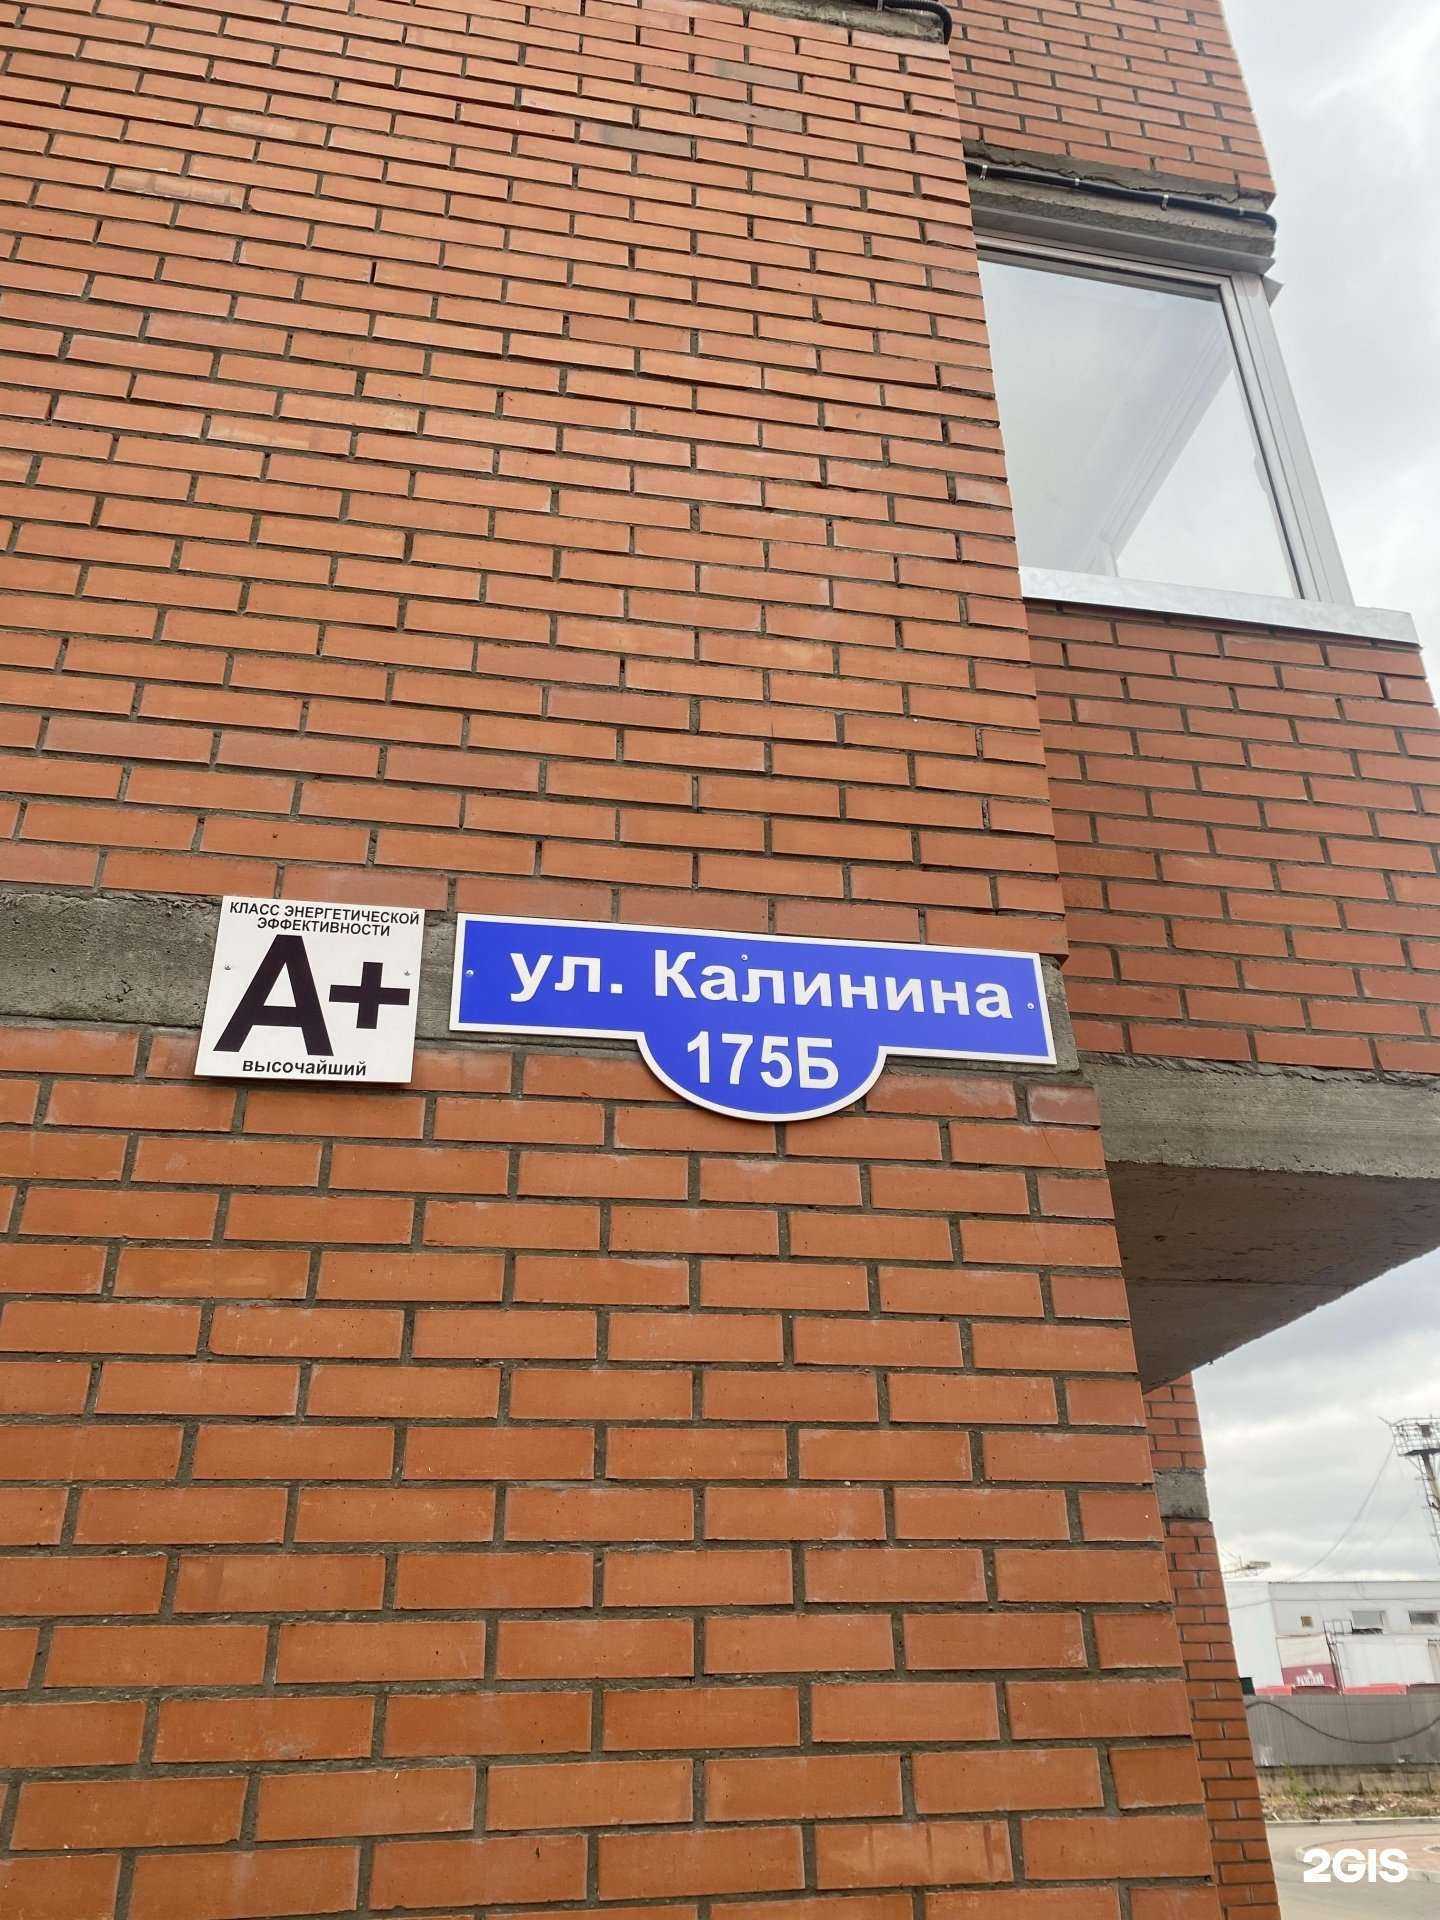 КЛАСС ЭНЕРГЕТИЧЕСКОЙ
ЭФФЕКТИВНОСТИ
A+
высочайший
ул. Калинина
175Б
2GIS